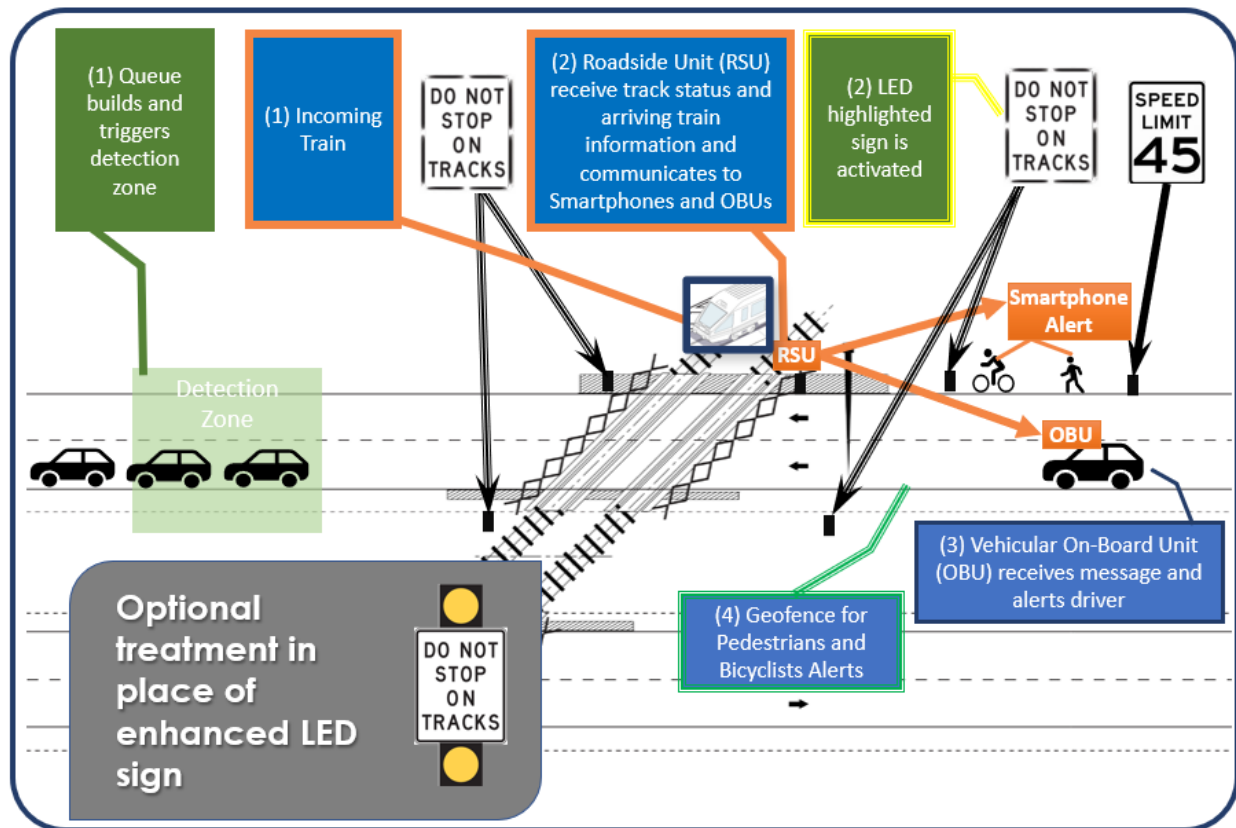 (1) Queue
builds and
triggers
detection
zone
(1) Incoming
Train
DO NOT
STOP
ON
TRACKS
(2) Roadside Unit (RSU)
receive track status and
arriving train
information and
communicates to
Smartphones and OBUs
(2) LED
highlighted
sign is
activated
DO NOT
STOP
ON
TRACKS
SPEED
LIMIT
45
Smartphone
Alert
RSU
Detection
Zone
OBU
(3) Vehicular On-Board Unit
(OBU) receives message and
alerts driver
(4) Geofence for
Pedestrians and
Bicyclists Alerts
Optional
treatment in
place of
enhanced LED
sign
DO NOT
STOP
ON
TRACKS